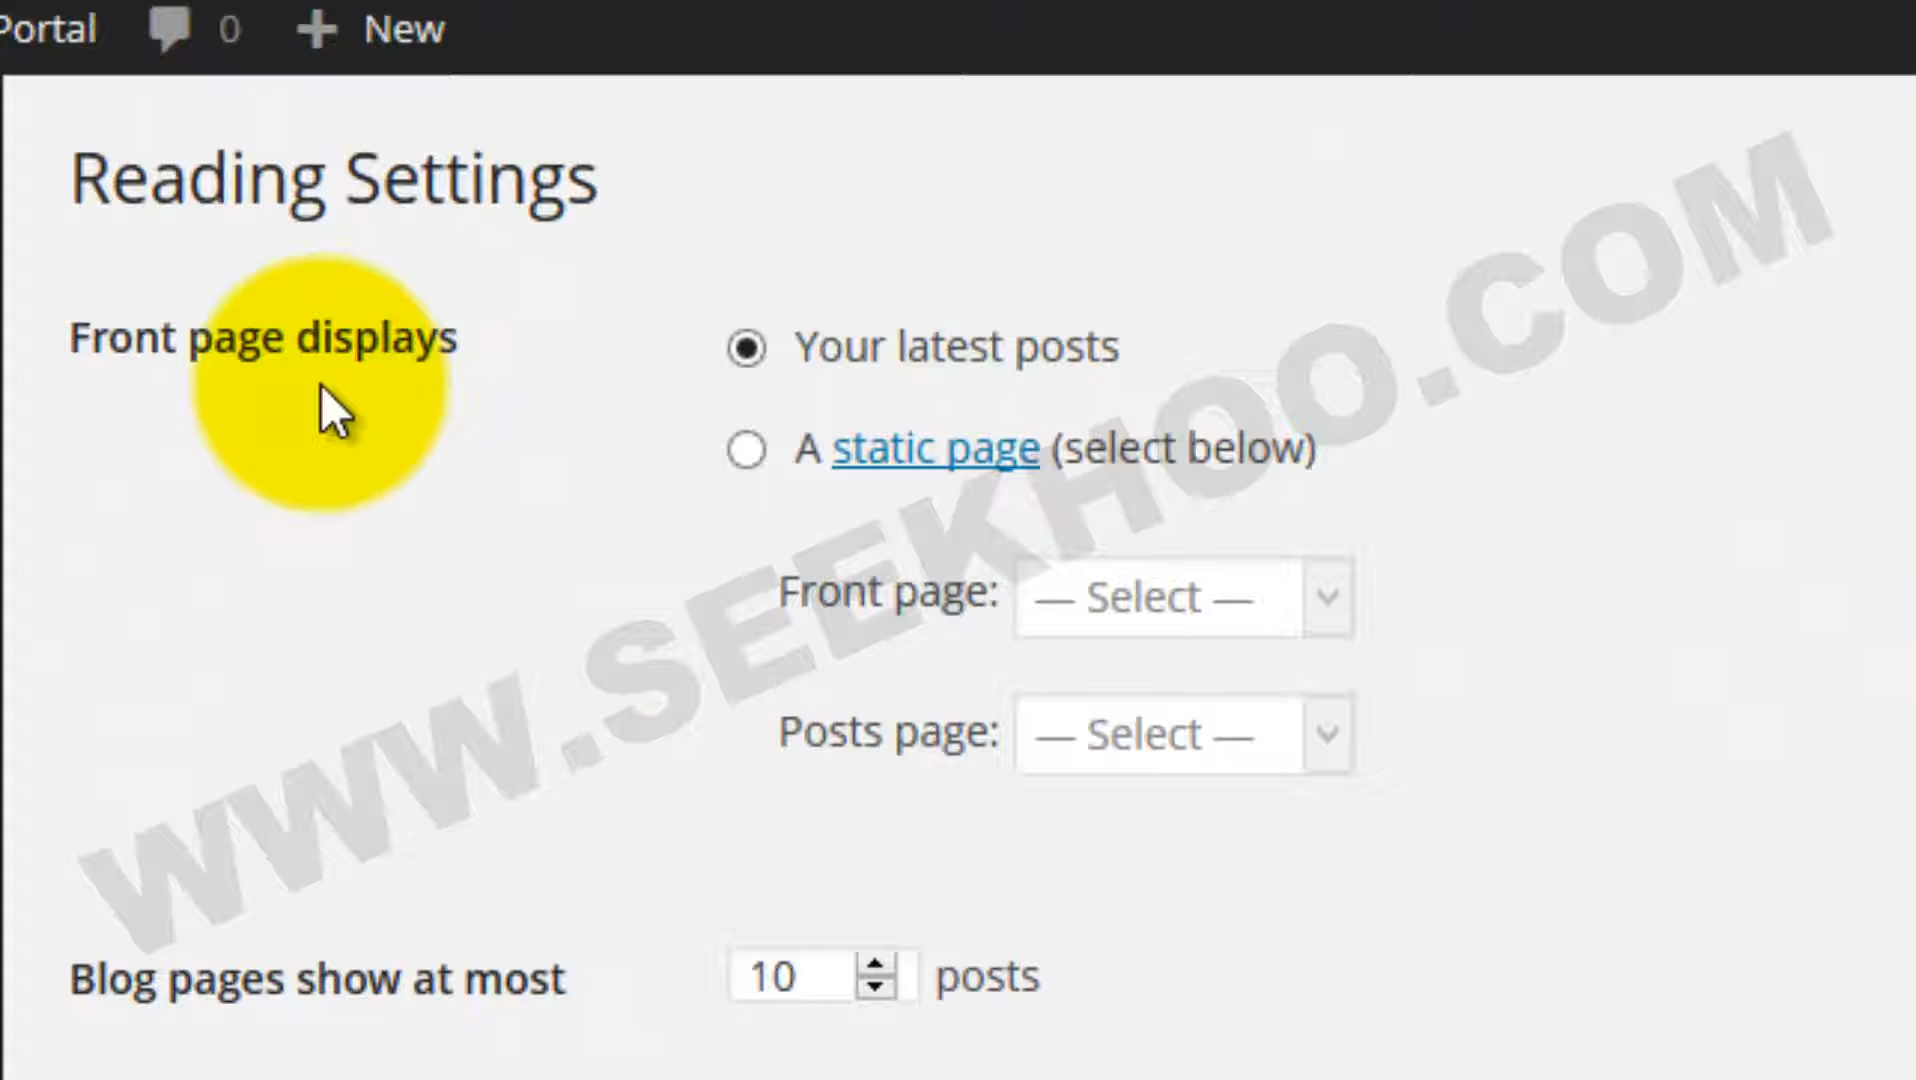 Portal 0 New
Reading Settings
Front page displays
Your latest posts
A static page (select below)
Front page: — Select —
Posts page: — Select —
Blog pages show at most 10 posts
WWW.SEEKHOO.COM